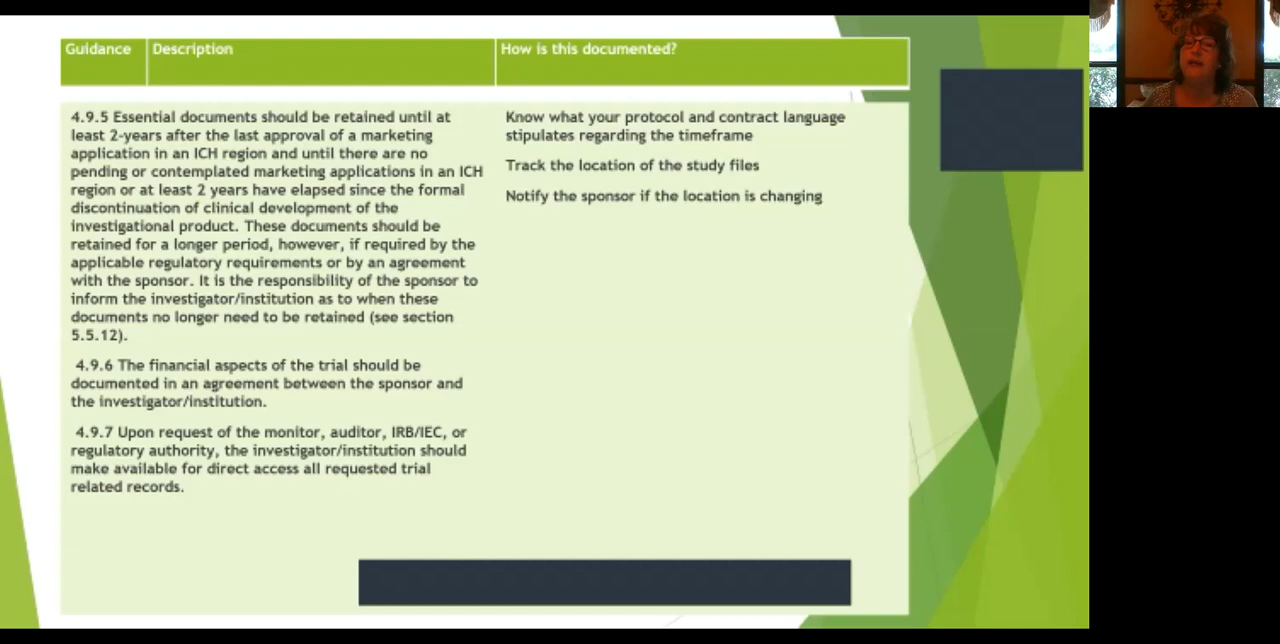 Guidance
Description
How is this documented?
4.9.5 Essential documents should be retained until at
least 2-years after the last approval of a marketing
application in an ICH region and until there are no
pending or contemplated marketing applications in an ICH
region or at least 2 years have elapsed since the formal
discontinuation of clinical development of the
investigational product. These documents should be
retained for a longer period, however, if required by the
applicable regulatory requirements or by an agreement
with the sponsor. It is the responsibility of the sponsor to
inform the investigator/institution as to when these
documents no longer need to be retained (see section
5.5.12).
4.9.6 The financial aspects of the trial should be
documented in an agreement between the sponsor and
the investigator/institution.
4.9.7 Upon request of the monitor, auditor, IRB/IEC, or
regulatory authority, the investigator/institution should
make available for direct access all requested trial
related records.
Know what your protocol and contract language
stipulates regarding the timeframe
Track the location of the study files
Notify the sponsor if the location is changing